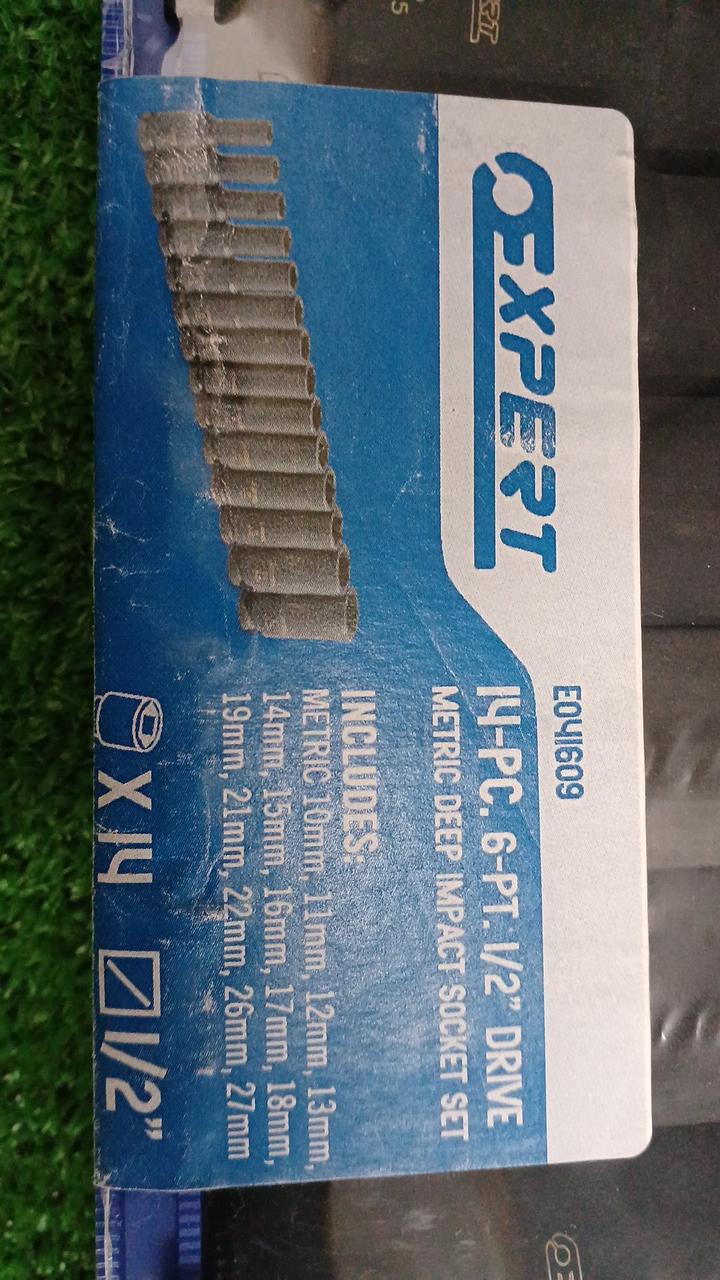 EXPERT
E041609
14-PC. 6-PT. 1/2" DRIVE
METRIC DEEP IMPACT SOCKET SET
INCLUDES:
METRIC 10mm, 11mm, 12mm, 13mm,
14mm, 15mm, 16mm, 17mm, 18mm,
19mm, 21mm, 22mm, 26mm, 27mm
X 14 1/2"